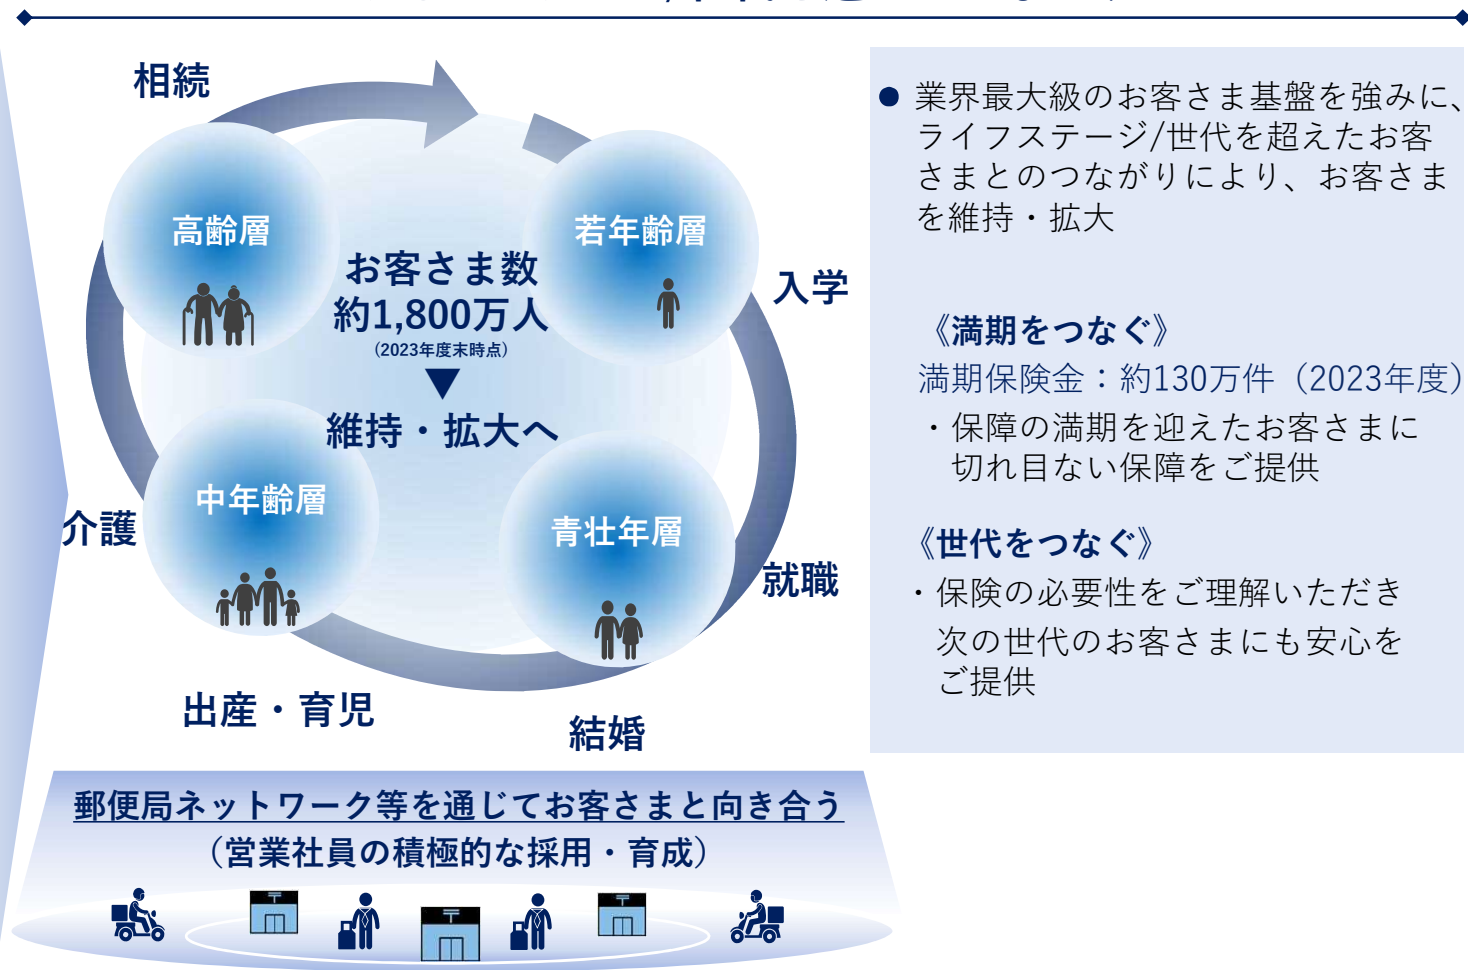 相続
高齢層
若年齢層
お客さま数
約1,800万人
(2023年度末時点)
維持・拡大へ
入学
中年齢層
青壮年層
介護
就職
出産・育児
結婚
郵便局ネットワーク等を通じてお客さまと向き合う
（営業社員の積極的な採用・育成）
● 業界最大級のお客さま基盤を強みに、
ライフステージ/世代を超えたお客
さまとのつながりにより、お客さま
を維持・拡大
《満期をつなぐ》
満期保険金：約130万件（2023年度）
・保障の満期を迎えたお客さまに
切れ目ない保障をご提供
《世代をつなぐ》
・保険の必要性をご理解いただき
次の世代のお客さまにも安心を
ご提供